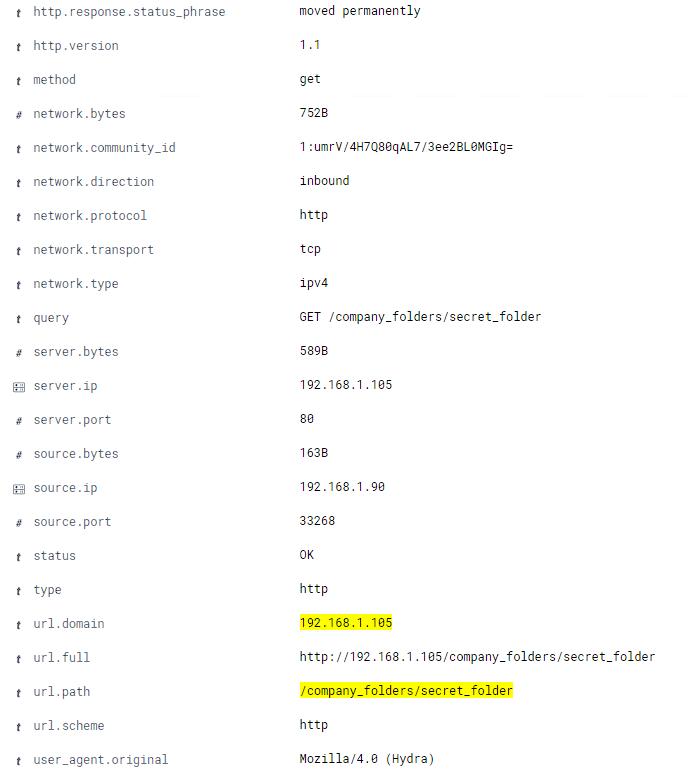 t http.response.status_phrase moved permanently
t http.version 1.1
t method get
# network.bytes 752B
t network.community_id 1:umrV/4H7Q80qAL7/3ee2BL0MGIg=
t network.direction inbound
t network.protocol http
t network.transport tcp
t network.type ipv4
t query GET /company_folders/secret_folder
# server.bytes 589B
server.ip 192.168.1.105
# server.port 80
# source.bytes 163B
source.ip 192.168.1.90
# source.port 33268
t status OK
t type http
t url.domain 192.168.1.105
t url.full http://192.168.1.105/company_folders/secret_folder
t url.path /company_folders/secret_folder
t url.scheme http
t user_agent.original Mozilla/4.0 (Hydra)